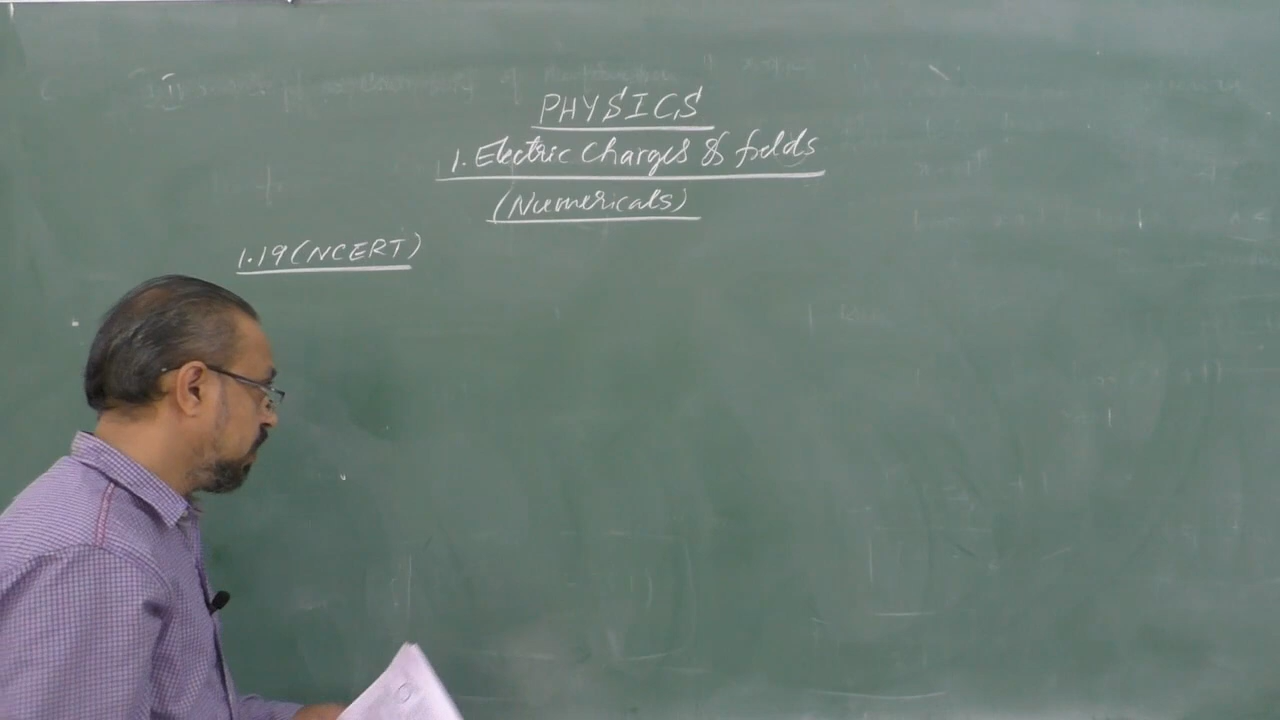 PHYSICS
1. Electric Charges & fields
(Numericals)
1.19 (NCERT)